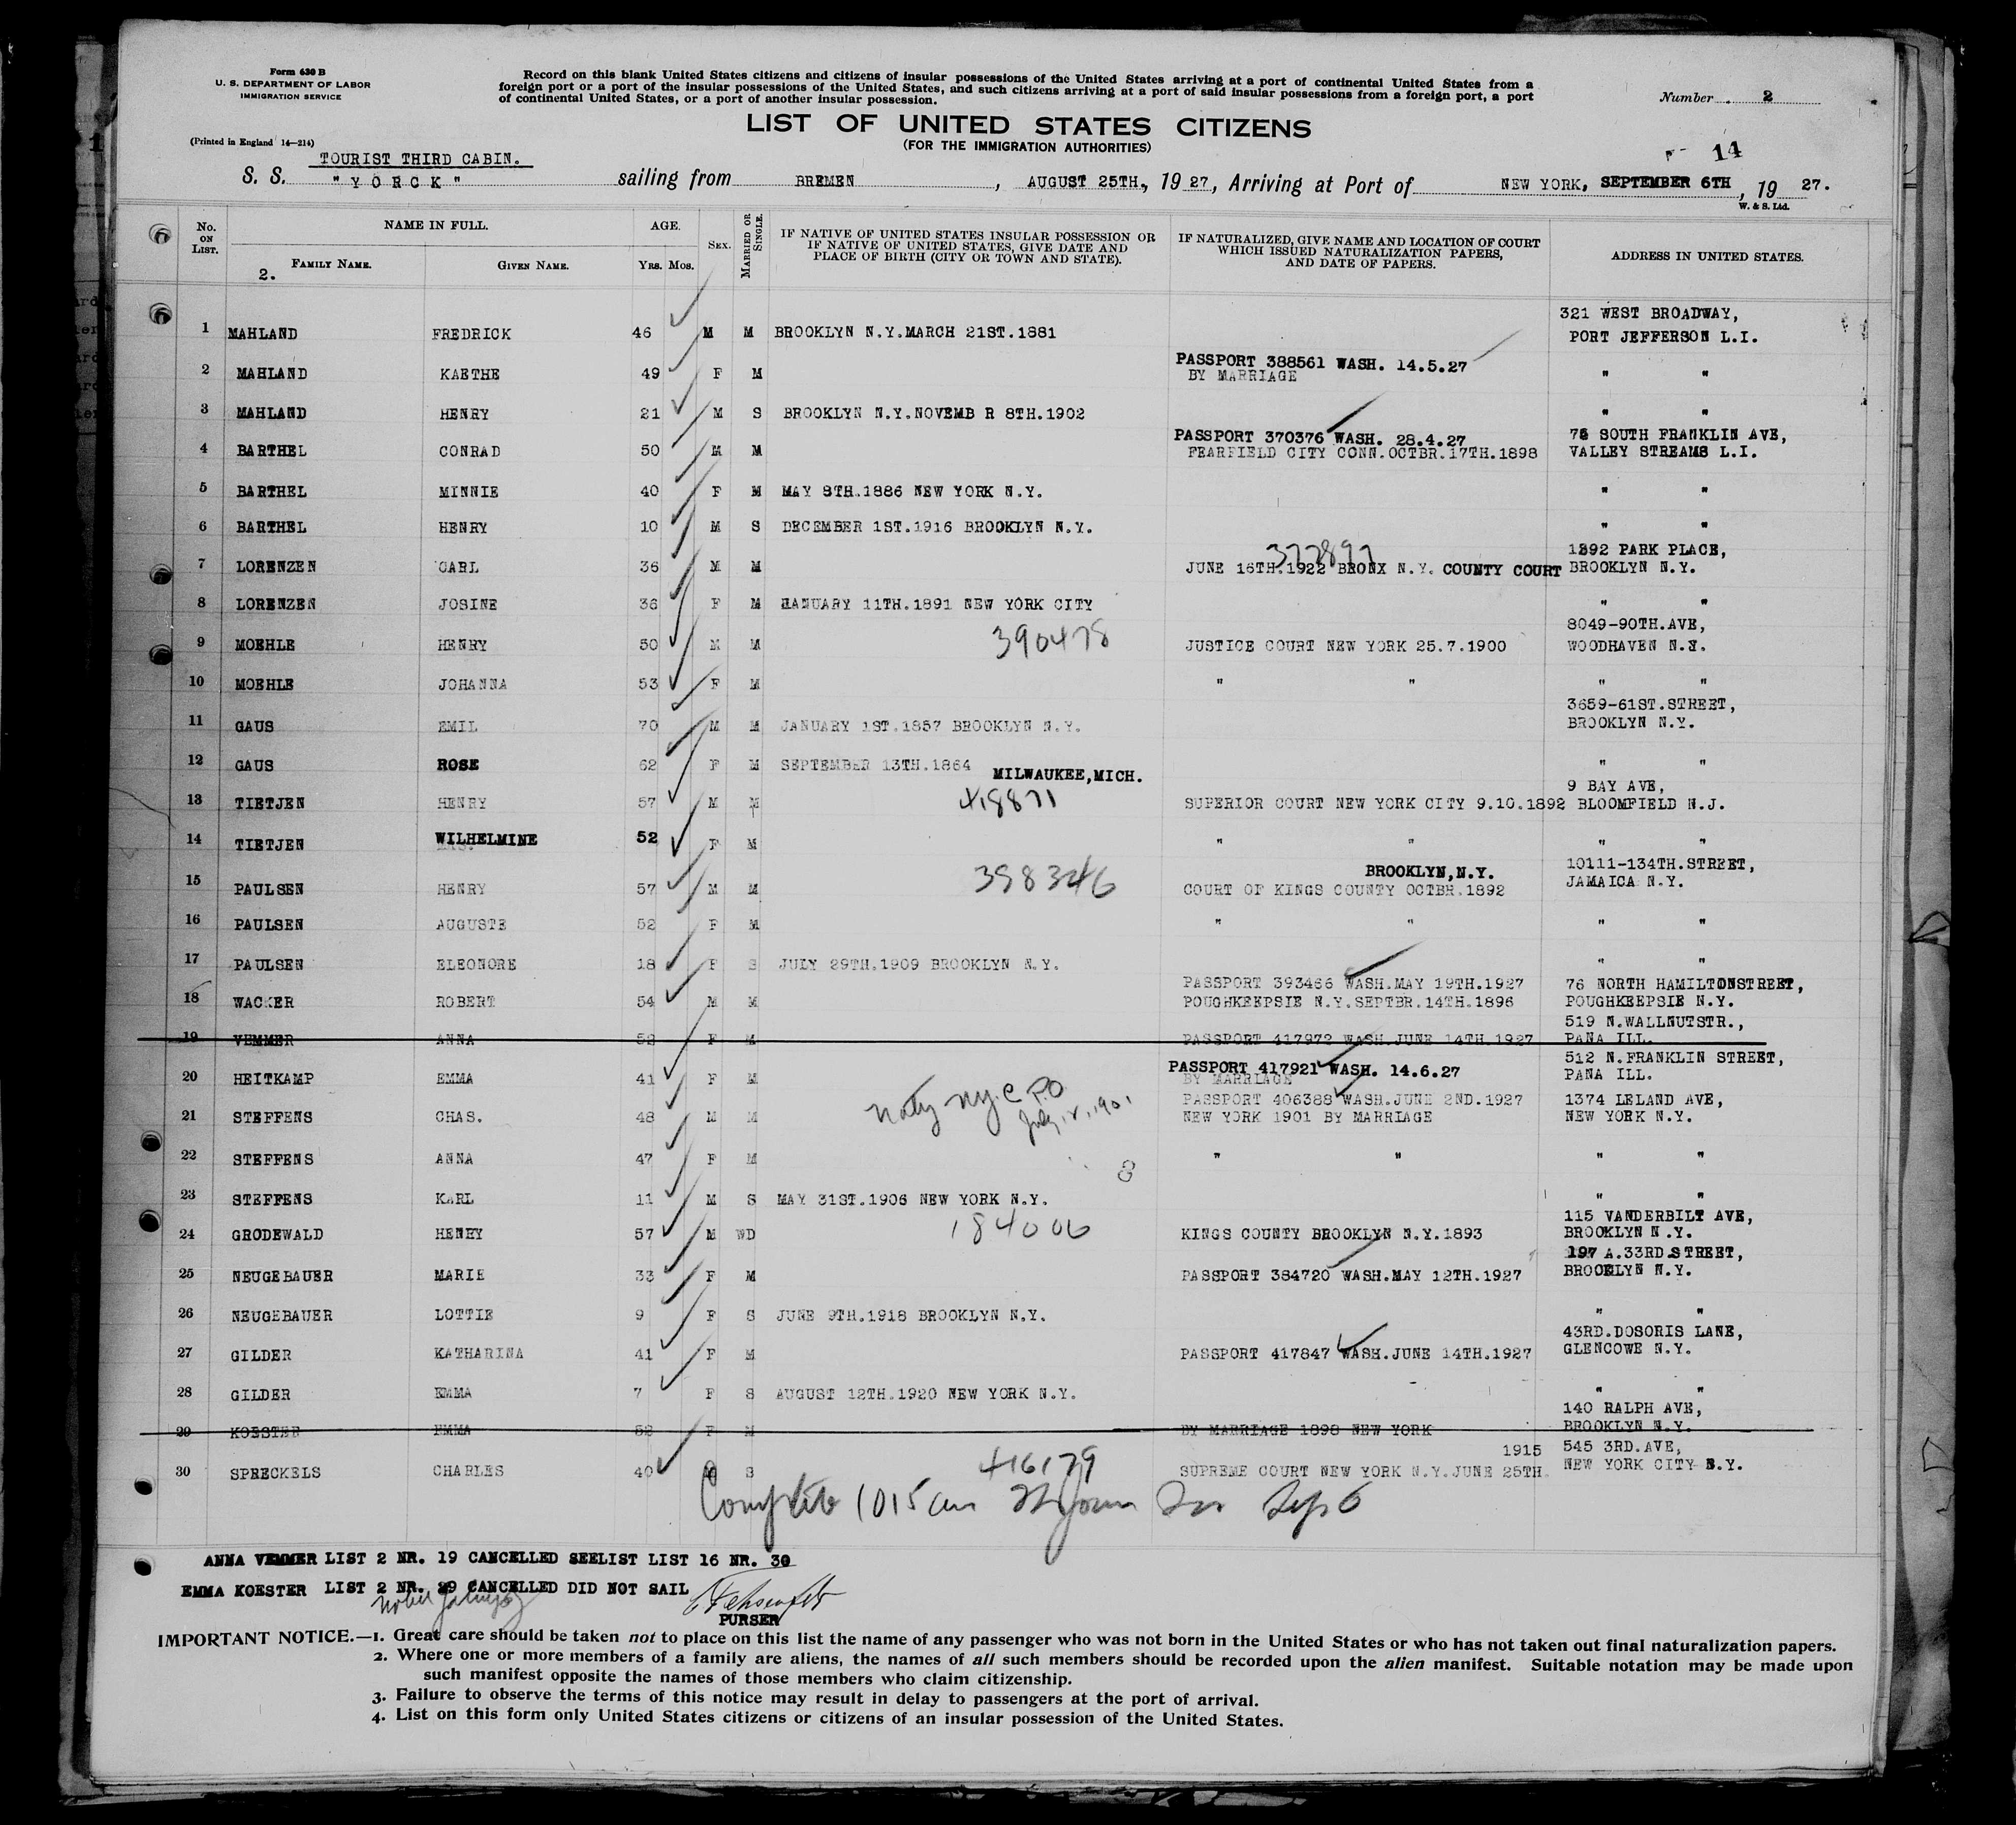 Form 630 B
U. S. DEPARTMENT OF LABOR
IMMIGRATION SERVICE
(Printed in England 14—214)
Record on this blank United States citizens and citizens of insular possessions of the United States arriving at a port of continental United States from a
foreign port or a port of the insular possessions of the United States, and such citizens arriving at a port of said insular possessions from a foreign port, a port
of continental United States, or a port of another insular possession.
Number 2
LIST OF UNITED STATES CITIZENS
(FOR THE IMMIGRATION AUTHORITIES)
14
TOURIST THIRD CABIN.
S. S. "YORCK" sailing from BREMEN, AUGUST 25TH., 19 27, Arriving at Port of NEW YORK, SEPTEMBER 6TH, 19 27.
W. & S. Ltd.
No. ON LIST. NAME IN FULL. AGE. SEX. MARRIED OR SINGLE. IF NATIVE OF UNITED STATES INSULAR POSSESSION OR IF NATIVE OF UNITED STATES, GIVE DATE AND PLACE OF BIRTH (CITY OR TOWN AND STATE). IF NATURALIZED, GIVE NAME AND LOCATION OF COURT WHICH ISSUED NATURALIZATION PAPERS, AND DATE OF PAPERS. ADDRESS IN UNITED STATES.
2. FAMILY NAME. GIVEN NAME. YRS. MOS.
321 WEST BROADWAY,
1 MAHLAND FREDRICK 46 M M BROOKLYN N.Y.MARCH 21ST.1881 PORT JEFFERSON L.I.
PASSPORT 388561 WASH. 14.5.27
2 MAHLAND KAETHE 49 F M BY MARRIAGE " "
3 MAHLAND HENRY 21 M S BROOKLYN N.Y.NOVEMB R 8TH.1902 " "
PASSPORT 370376 WASH. 28.4.27 76 SOUTH FRANKLIN AVE,
4 BARTHEL CONRAD 50 M M FEARFIELD CITY CONN.OCTBR.17TH.1898 VALLEY STREAMS L.I.
5 BARTHEL MINNIE 40 F M MAY 8TH.1886 NEW YORK N.Y. " "
6 BARTHEL HENRY 10 M S DECEMBER 1ST.1916 BROOKLYN N.Y. " "
377897 1892 PARK PLACE,
7 LORENZEN CARL 36 M M JUNE 16TH.1922 BRONX N.Y. COUNTY COURT BROOKLYN N.Y.
8 LORENZEN JOSINE 36 F M JANUARY 11TH.1891 NEW YORK CITY " "
390478 8049-90TH.AVE,
9 MOEHLE HENRY 50 M M JUSTICE COURT NEW YORK 25.7.1900 WOODHAVEN N.Y.
10 MOEHLE JOHANNA 53 F M " " " "
3659-61ST.STREET,
11 GAUS EMIL 70 M M JANUARY 1ST.1857 BROOKLYN N.Y. BROOKLYN N.Y.
12 GAUS ROSE 62 F M SEPTEMBER 13TH.1864 MILWAUKEE,MICH. " "
418871 9 BAY AVE,
13 TIETJEN HENRY 57 M M SUPERIOR COURT NEW YORK CITY 9.10.1892 BLOOMFIELD N.J.
14 TIETJEN WILHELMINE 52 F M " " " "
398346 BROOKLYN,N.Y. 10111-134TH.STREET,
15 PAULSEN HENRY 57 M M COURT OF KINGS COUNTY OCTBR.1892 JAMAICA N.Y.
16 PAULSEN AUGUSTE 52 F M " " " "
17 PAULSEN ELEONORE 18 F S JULY 29TH.1909 BROOKLYN N.Y. " "
PASSPORT 393466 WASH.MAY 19TH.1927 76 NORTH HAMILTONSTREET,
18 WACKER ROBERT 54 M M POUGHKEEPSIE N.Y.SEPTBR.14TH.1896 POUGHKEEPSIE N.Y.
519 N.WALLNUTSTR.,
19 VEMMER ANNA 52 F M PASSPORT 417972 WASH.JUNE 14TH.1927 PANA ILL.
PASSPORT 417921 WASH. 14.6.27 512 N.FRANKLIN STREET,
20 HEITKAMP EMMA 41 F M BY MARRIAGE PANA ILL.
PASSPORT 406388 WASH.JUNE 2ND.1927 1374 LELAND AVE,
21 STEFFENS CHAS. 48 M M NEW YORK 1901 BY MARRIAGE NEW YORK N.Y.
22 STEFFENS ANNA 47 F M " " " "
8
23 STEFFENS KARL 11 M S MAY 31ST.1906 NEW YORK N.Y. " "
184006 115 VANDERBILT AVE,
24 GRODEWALD HENRY 57 M WD KINGS COUNTY BROOKLYN N.Y.1893 BROOKLYN N.Y.
197 A.33RD.STREET,
25 NEUGEBAUER MARIE 33 F M PASSPORT 384720 WASH.MAY 12TH.1927 BROOKLYN N.Y.
26 NEUGEBAUER LOTTIE 9 F S JUNE 9TH.1918 BROOKLYN N.Y. " "
43RD.DOSORIS LANE,
27 GILDER KATHARINA 41 F M PASSPORT 417847 WASH.JUNE 14TH.1927 GLENCOWE N.Y.
28 GILDER EMMA 7 F S AUGUST 12TH.1920 NEW YORK N.Y. " "
140 RALPH AVE,
29 KOESTER EMMA 52 F M BY MARRIAGE 1898 NEW YORK BROOKLYN N.Y.
416179 1915 545 3RD.AVE,
30 SPRECKELS CHARLES 40 M S SUPREME COURT NEW YORK N.Y.JUNE 25TH. NEW YORK CITY N.Y.
Complete 1015 am Sep 6
ANNA VEMMER LIST 2 NR. 19 CANCELLED SEELIST LIST 16 NR. 30
EMMA KOESTER LIST 2 NR. 29 CANCELLED DID NOT SAIL
PURSER
IMPORTANT NOTICE.—1. Great care should be taken not to place on this list the name of any passenger who was not born in the United States or who has not taken out final naturalization papers.
2. Where one or more members of a family are aliens, the names of all such members should be recorded upon the alien manifest. Suitable notation may be made upon
such manifest opposite the names of those members who claim citizenship.
3. Failure to observe the terms of this notice may result in delay to passengers at the port of arrival.
4. List on this form only United States citizens or citizens of an insular possession of the United States.